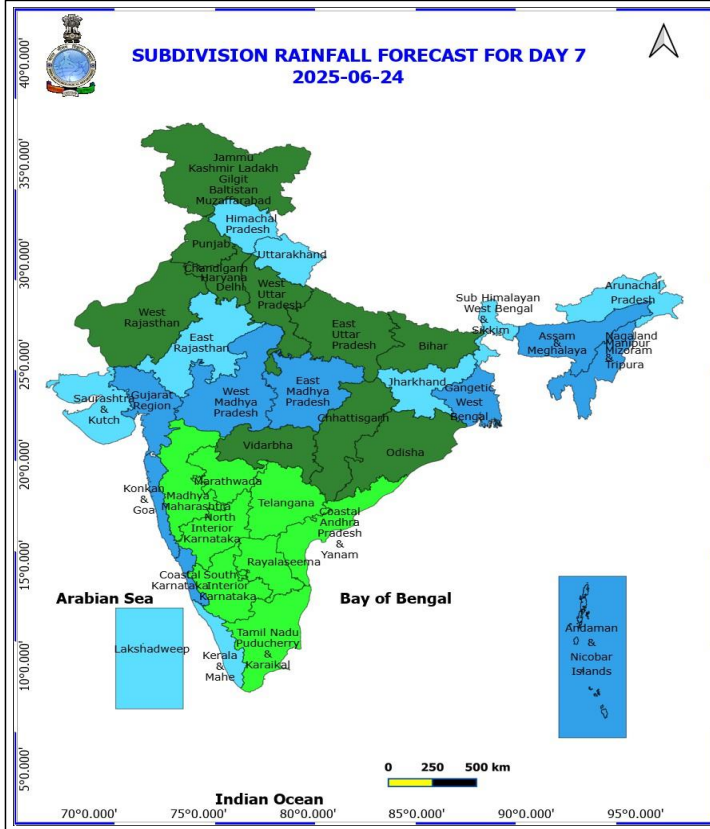 SUBDIVISION RAINFALL FORECAST FOR DAY 7
2025-06-24
40°0.000'
35°0.000'
30°0.000'
25°0.000'
20°0.000'
15°0.000'
10°0.000'
5°0.000'
Jammu
Kashmir Ladakh
Gilgit
Baltistan
Muzaffarabad
Himachal
Pradesh
Punjab
Uttarakhand
Chandigarh
Haryana
Delhi
West
Uttar
Pradesh
West
Rajasthan
East
Rajasthan
East
Uttar
Pradesh
Bihar
Sub Himalayan
West Bengal
&
Sikkim
Arunachal
Pradesh
Assam
&
Meghalaya
Nagaland
Manipur
Mizoram
&
Tripura
Saurashtra
&
Kutch
Gujarat
Region
West
Madhya
Pradesh
East
Madhya
Pradesh
Jharkhand
Gangetic
West
Bengal
Chhattisgarh
Vidarbha
Odisha
Konkan
&
Goa
Madhya
Maharashtra
Marathwada
Telangana
North
Interior
Karnataka
Coastal
Andhra
Pradesh
&
Yanam
Rayalaseema
Coastal
Karnataka
South
Interior
Karnataka
Arabian Sea
Bay of Bengal
Lakshadweep
Kerala
&
Mahe
Tamil Nadu
Puducherry
&
Karaikal
Andaman
&
Nicobar
Islands
0 250 500 km
Indian Ocean
70°0.000' 75°0.000' 80°0.000' 85°0.000' 90°0.000' 95°0.000'